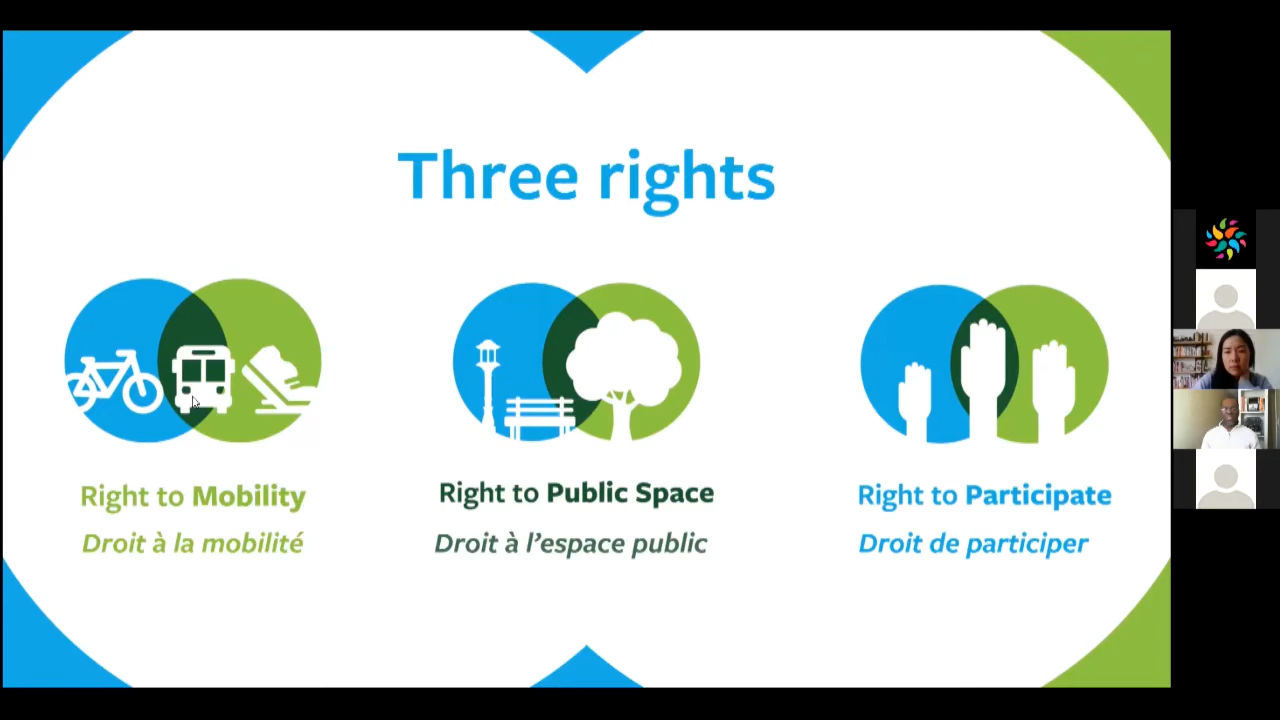 Three rights
Right to Mobility
Droit à la mobilité
Right to Public Space
Droit à l'espace public
Right to Participate
Droit de participer